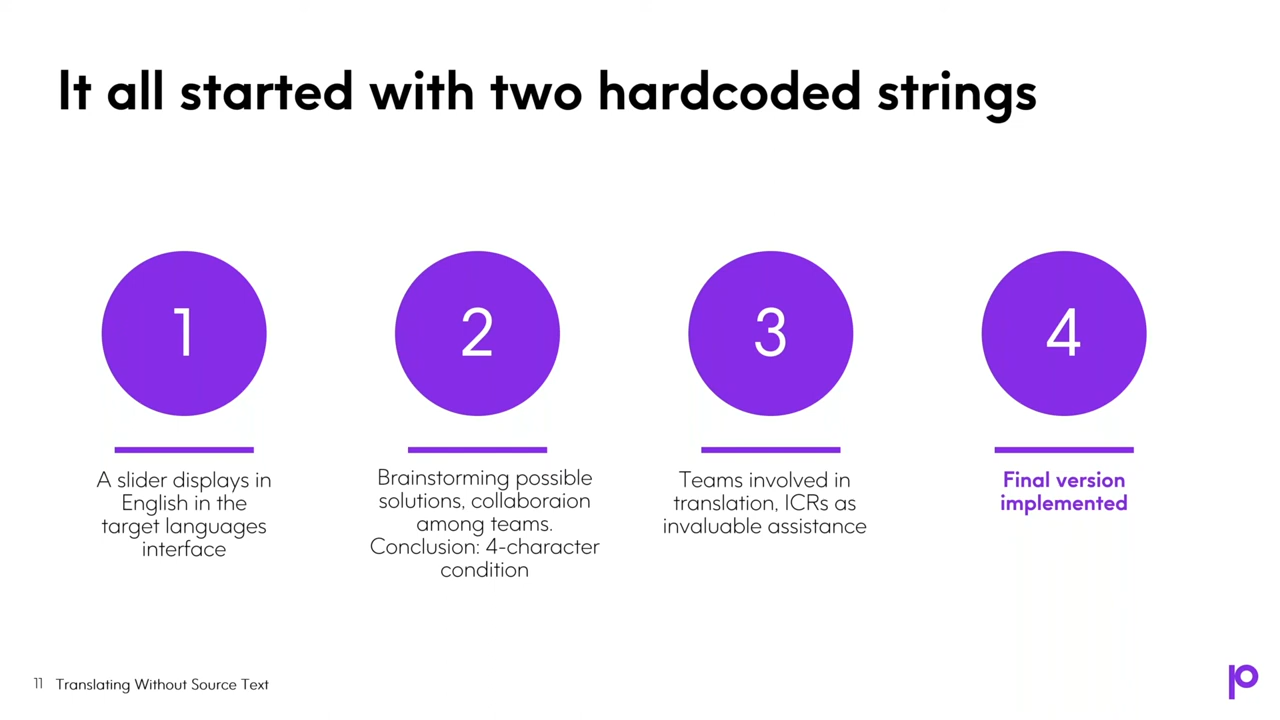 It all started with two hardcoded strings
1
2
3
4
A slider displays in
English in the
target languages
interface
Brainstorming possible
solutions, collaboraion
among teams.
Conclusion: 4-character
condition
Teams involved in
translation, ICRs as
invaluable assistance
Final version
implemented
11 Translating Without Source Text